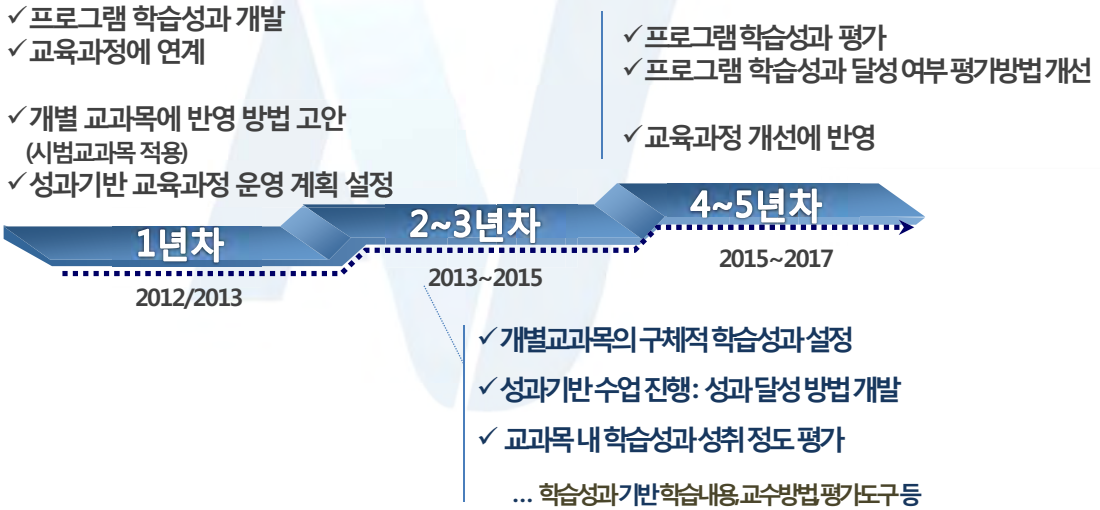 ✓프로그램 학습성과 개발
✓교육과정에 연계
✓개별 교과목에 반영 방법 고안
(시범교과목 적용)
✓성과기반 교육과정 운영 계획 설정
✓프로그램 학습성과 평가
✓프로그램 학습성과 달성 여부 평가방법 개선
✓교육과정 개선에 반영
1년차
2~3년차
4~5년차
2012/2013
2013~2015
2015~2017
✓개별교과목의 구체적 학습성과 설정
✓성과기반 수업 진행: 성과 달성 방법 개발
✓ 교과목 내 학습성과 성취 정도 평가
... 학습성과 기반 학습내용,교수방법,평가도구 등